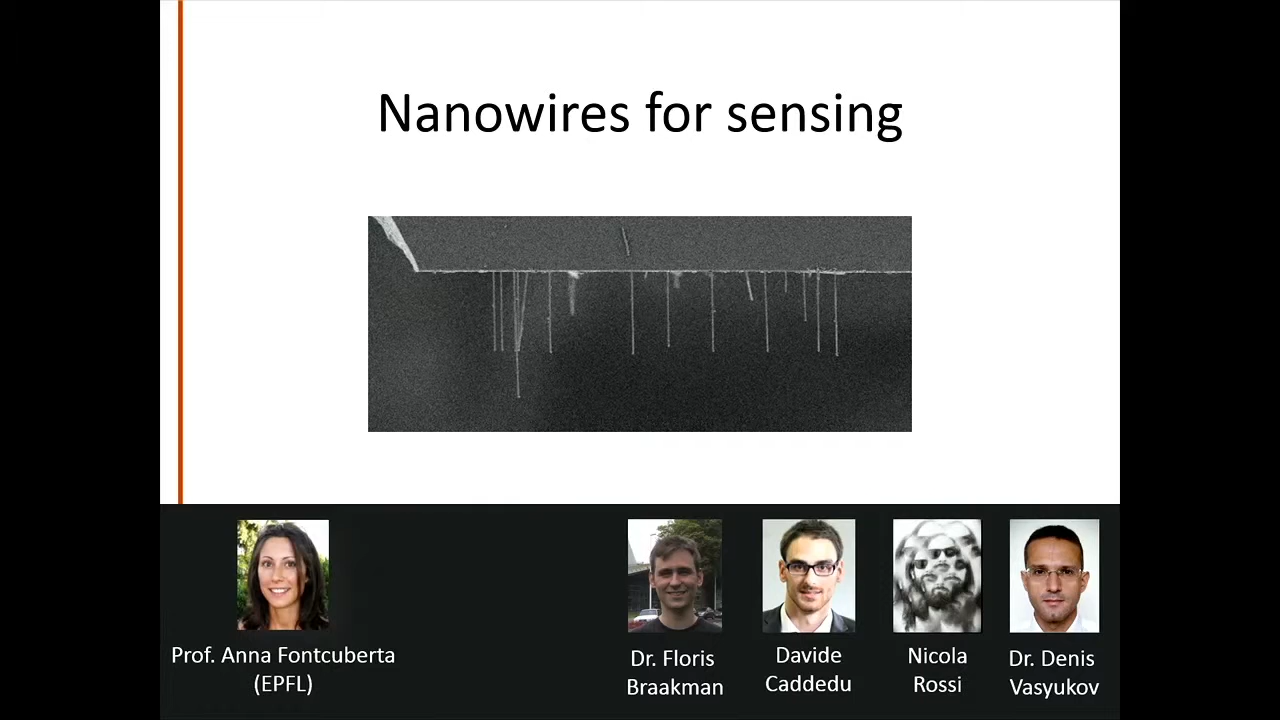 Nanowires for sensing
Prof. Anna Fontcuberta
(EPFL)
Dr. Floris
Braakman
Davide
Caddedu
Nicola
Rossi
Dr. Denis
Vasyukov